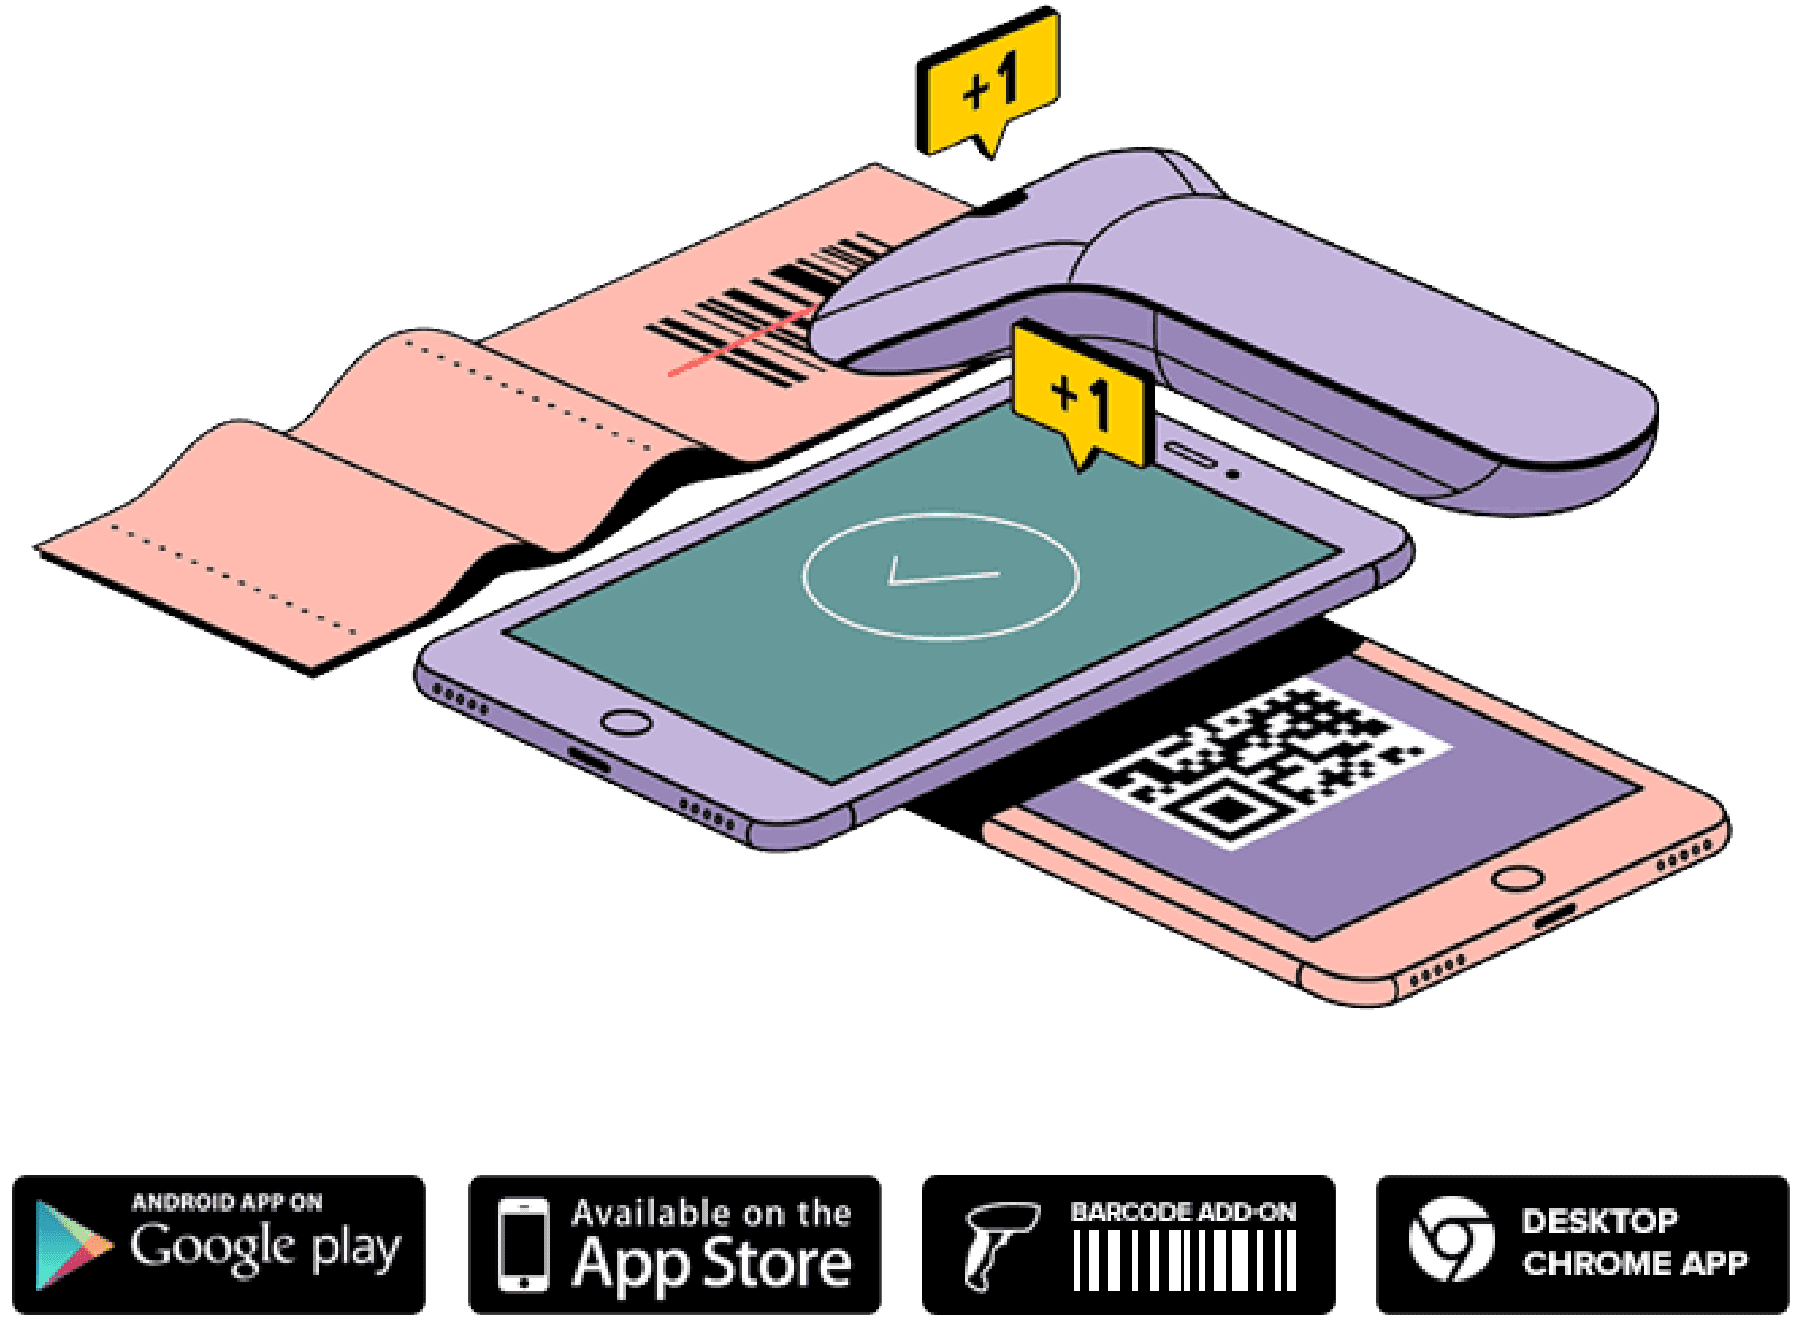 +1
+1
ANDROID APP ON
Google play
Available on the
App Store
BARCODE ADD-ON
DESKTOP
CHROME APP